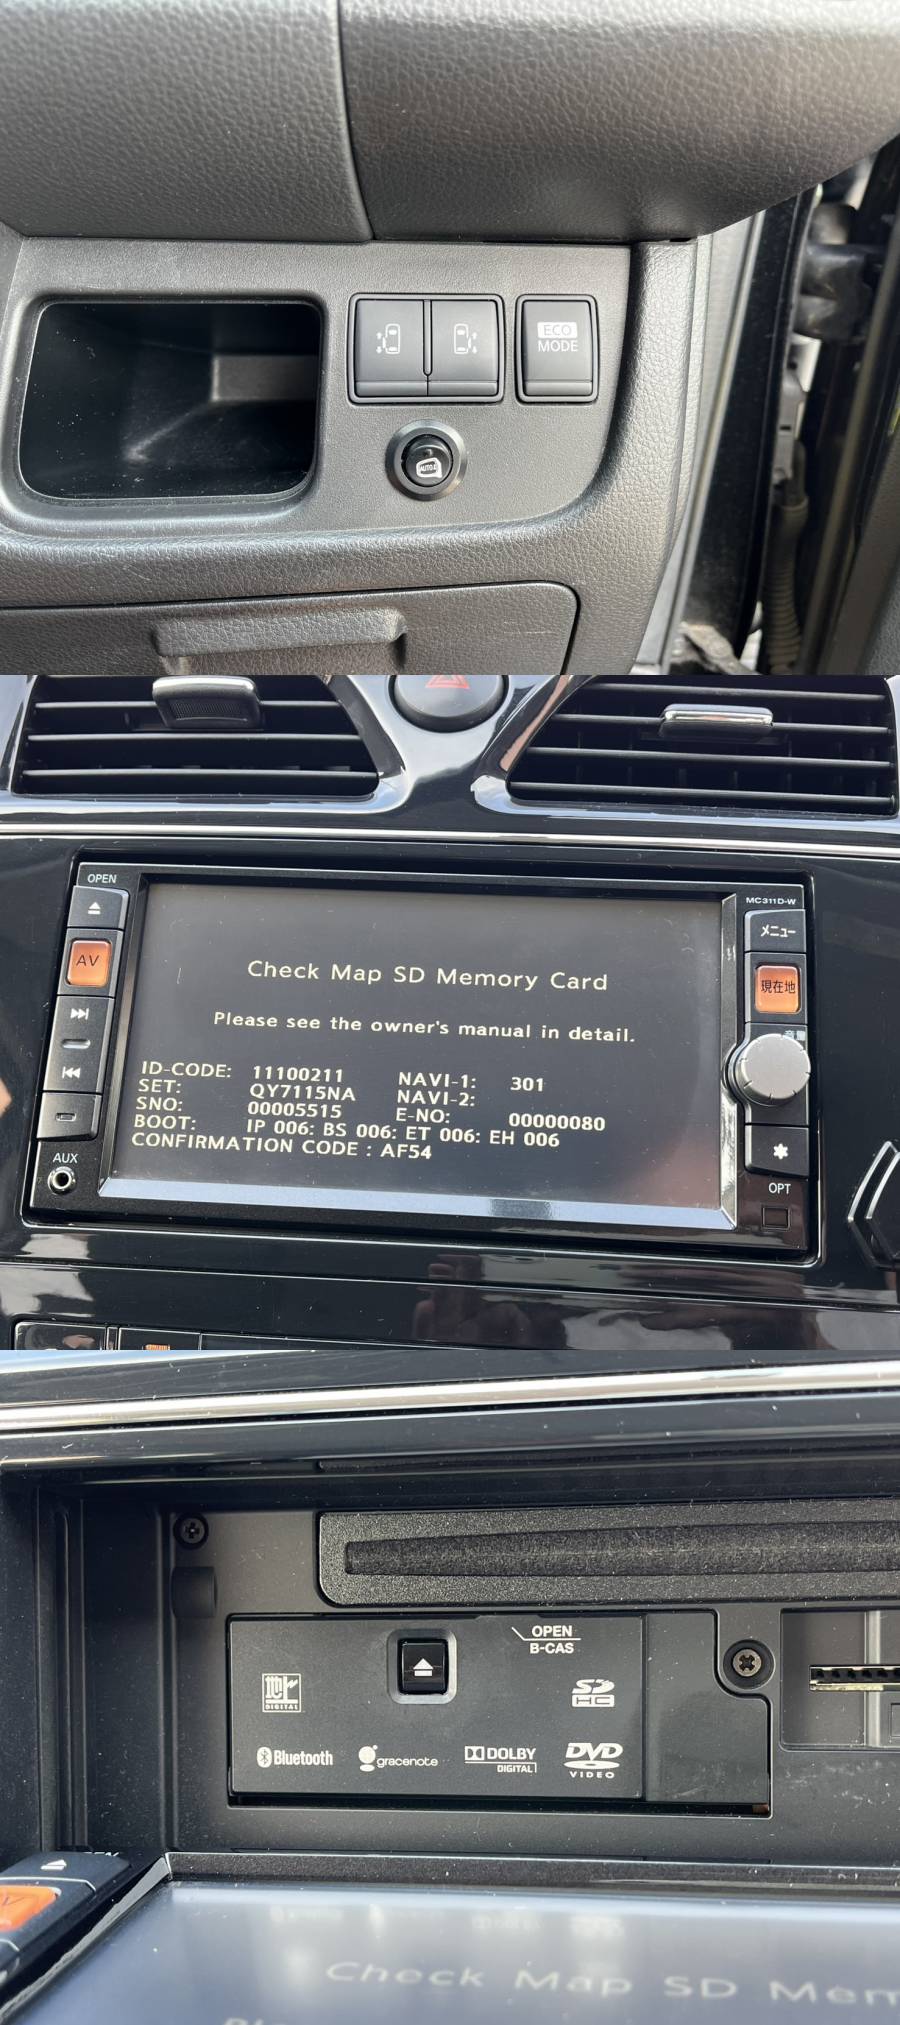 ECO
MODE
AUTO
OPEN
MC311D-W
メニュー
AV
現在地
音量
Check Map SD Memory Card
Please see the owner's manual in detail.
ID-CODE: 11100211 NAVI-1: 301
SET: QY7115NA NAVI-2:
SNO: 00005515 E-NO: 00000080
BOOT: IP 006: BS 006: ET 006: EH 006
CONFIRMATION CODE : AF54
AUX
OPT
OPEN
B-CAS
DIGITAL
SD
HC
Bluetooth
gracenote
DOLBY
DIGITAL
DVD
VIDEO
Check Map SD Mem